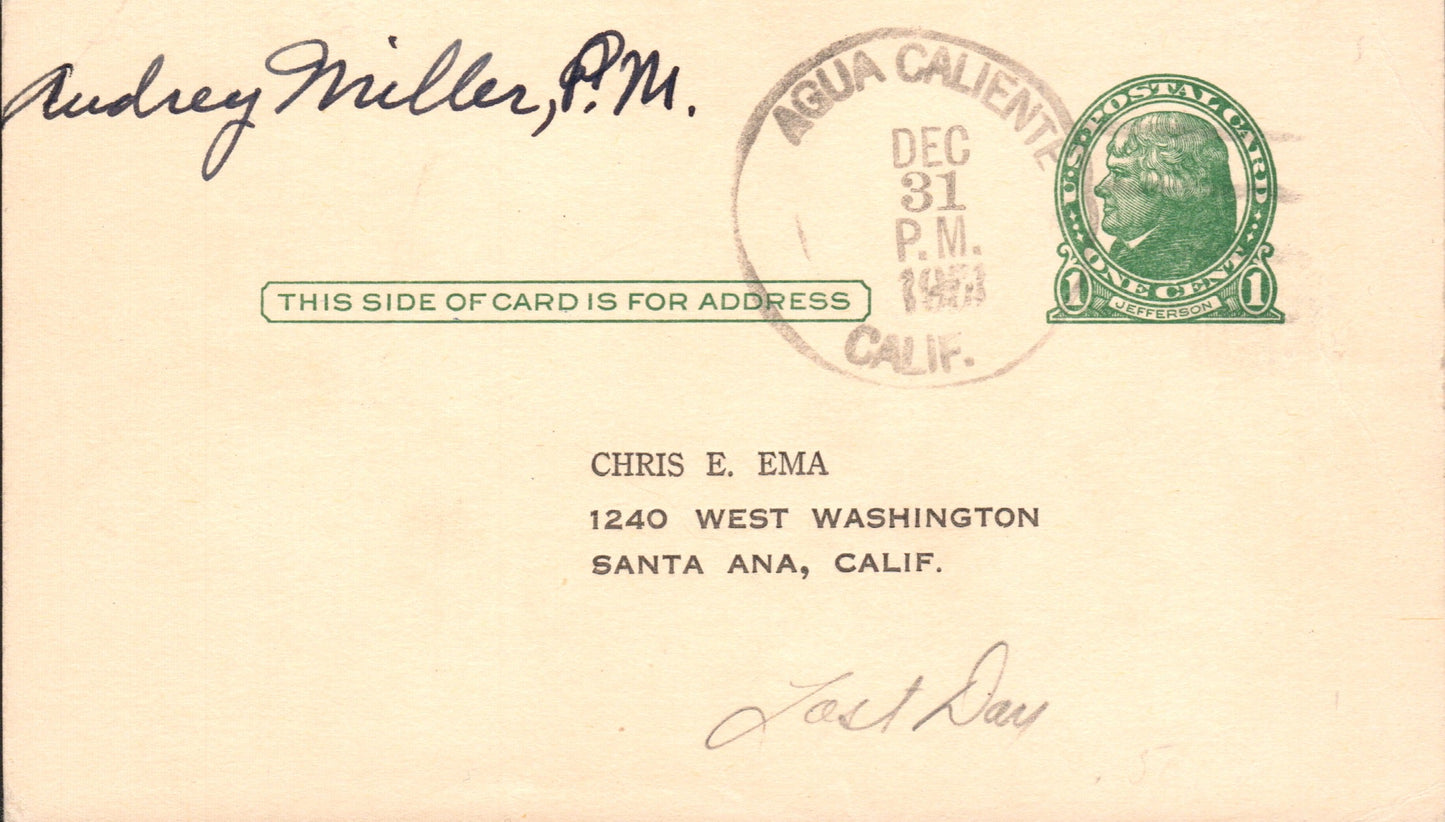 Audrey Miller, P.M.
AGUA CALIENTE
DEC
31
P.M.
1951
CALIF.
U.S. POSTAL CARD
ONE CENT
1 JEFFERSON 1
THIS SIDE OF CARD IS FOR ADDRESS
CHRIS E. EMA
1240 WEST WASHINGTON
SANTA ANA, CALIF.
Last Day